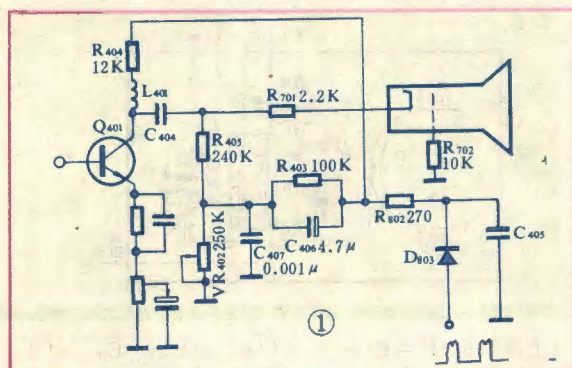 R404
12K
L401
C404
R701 2.2K
Q401
R405
240K
R403 100K
R702
10K
C406 4.7μ
R802 270
C405
VR402 250K
C407
0.001μ
D803
①